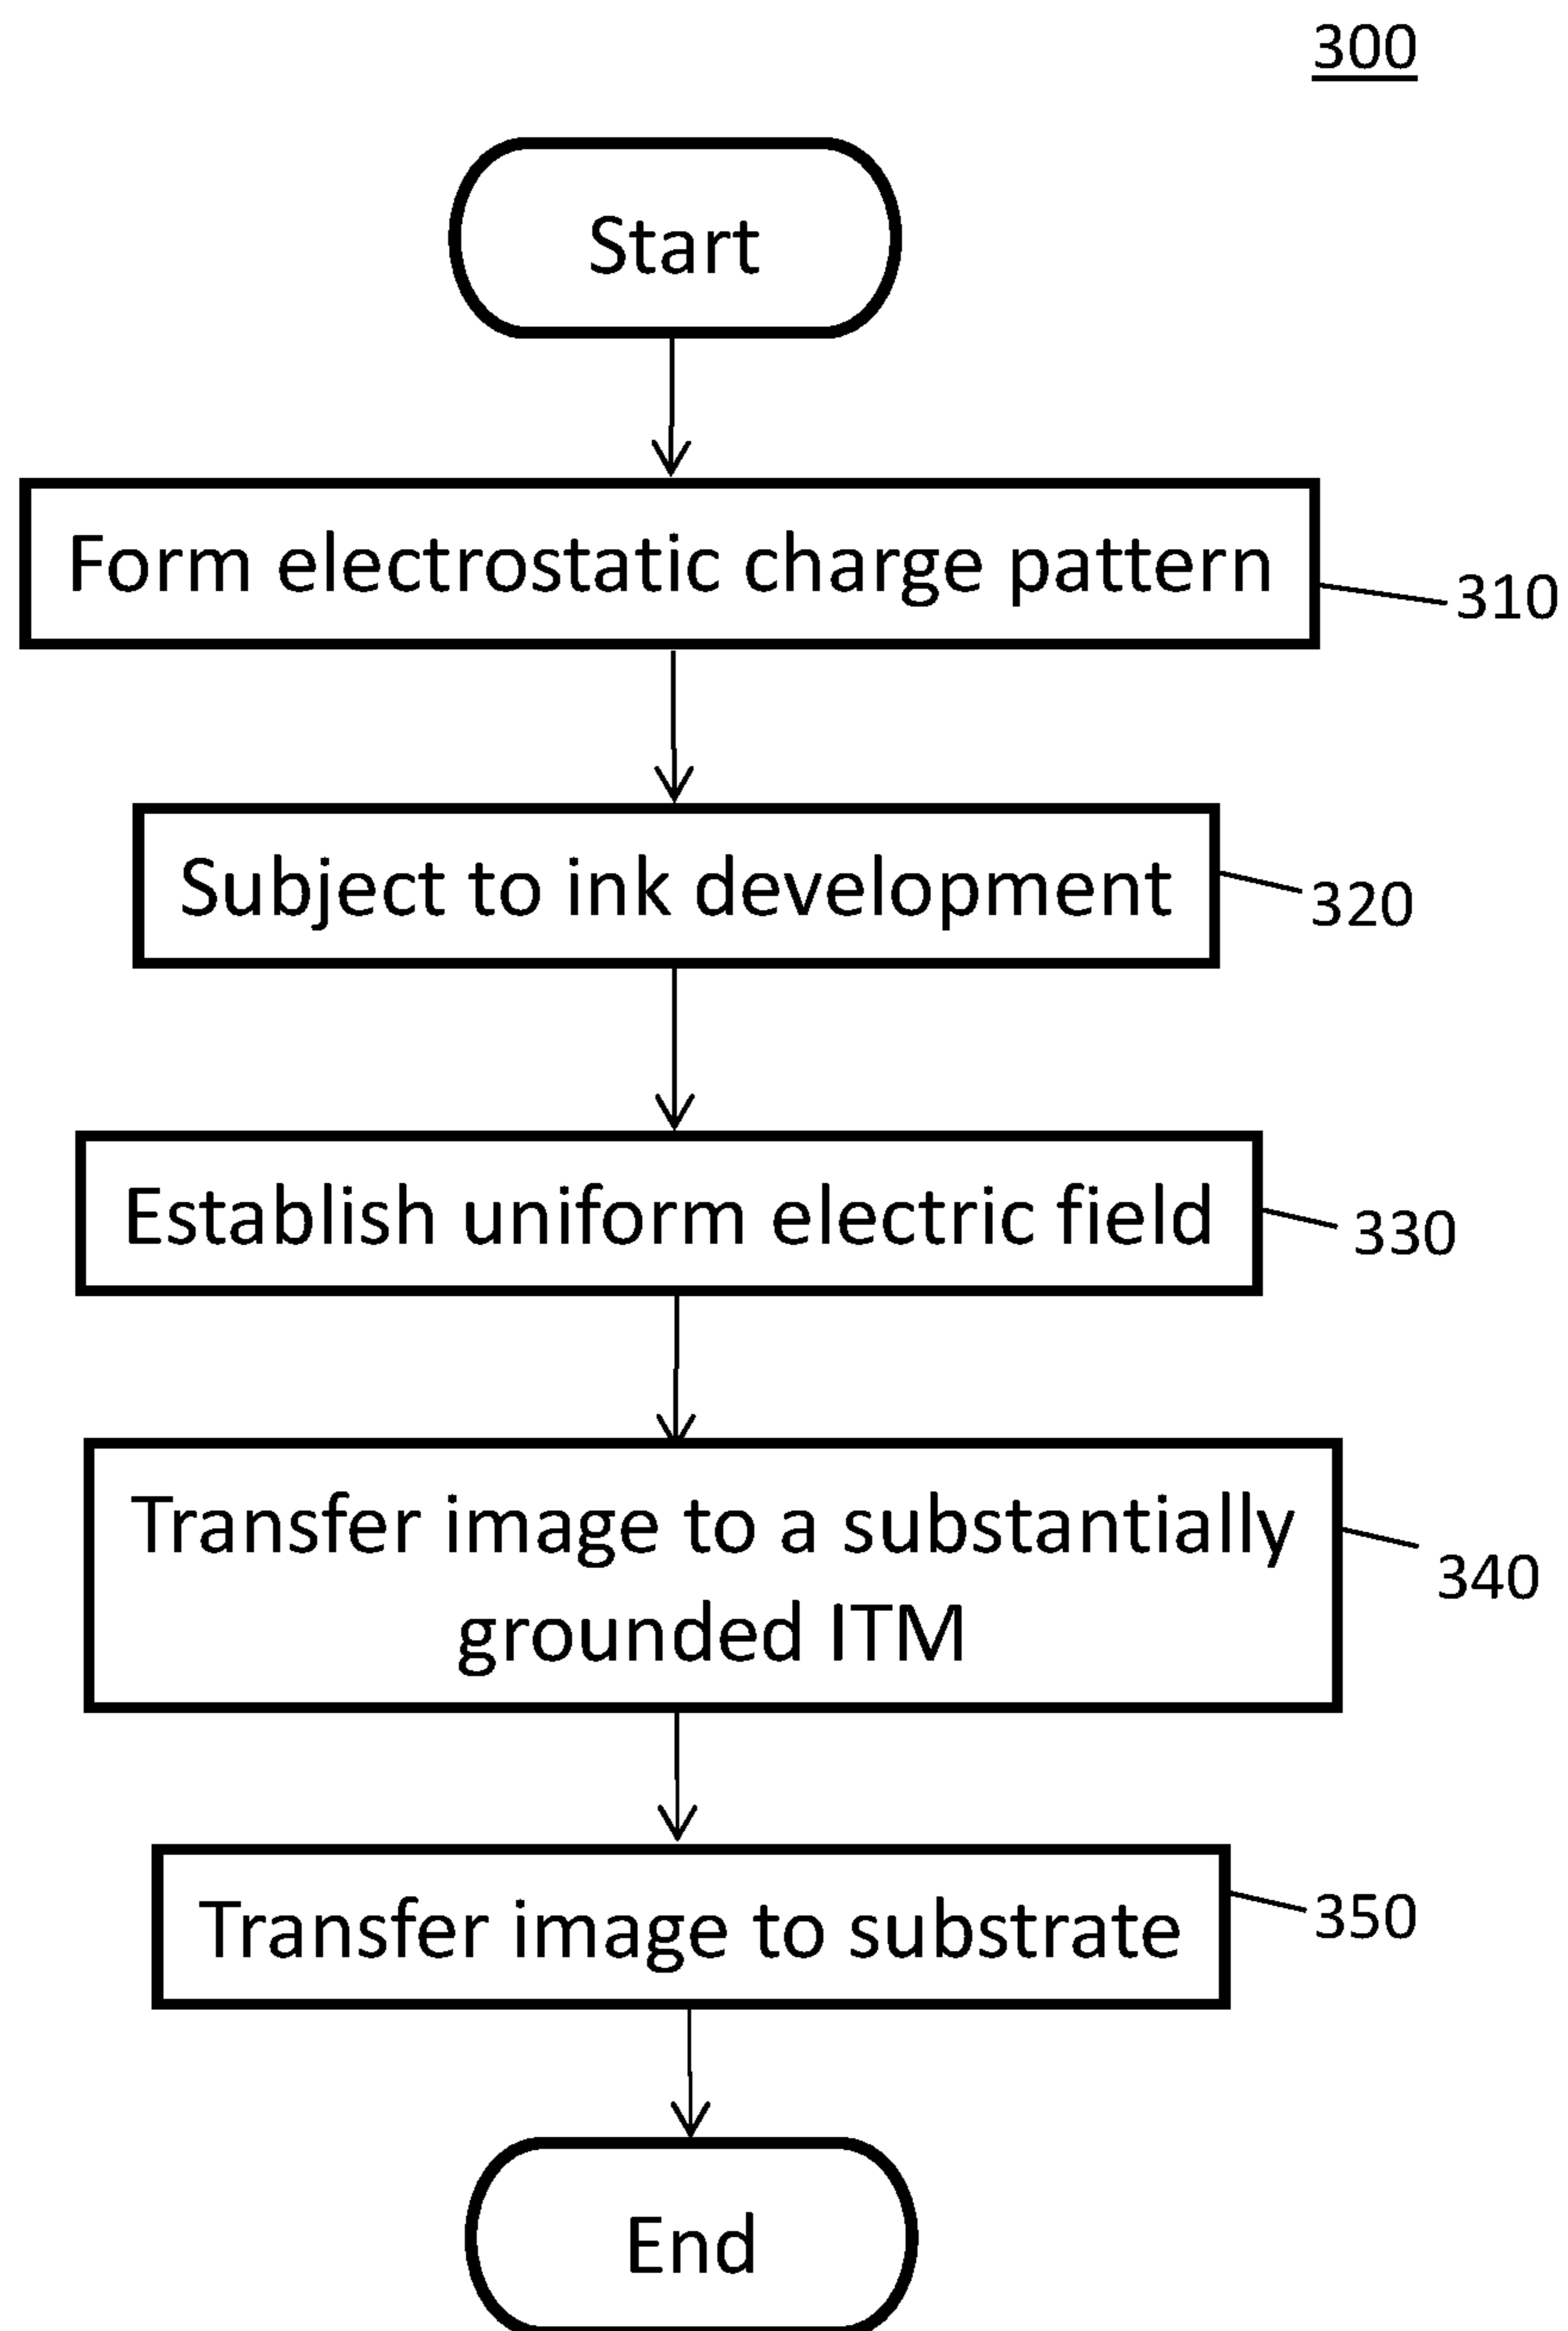 300
Start
Form electrostatic charge pattern
310
Subject to ink development
320
Establish uniform electric field
330
Transfer image to a substantially
grounded ITM
340
Transfer image to substrate
350
End